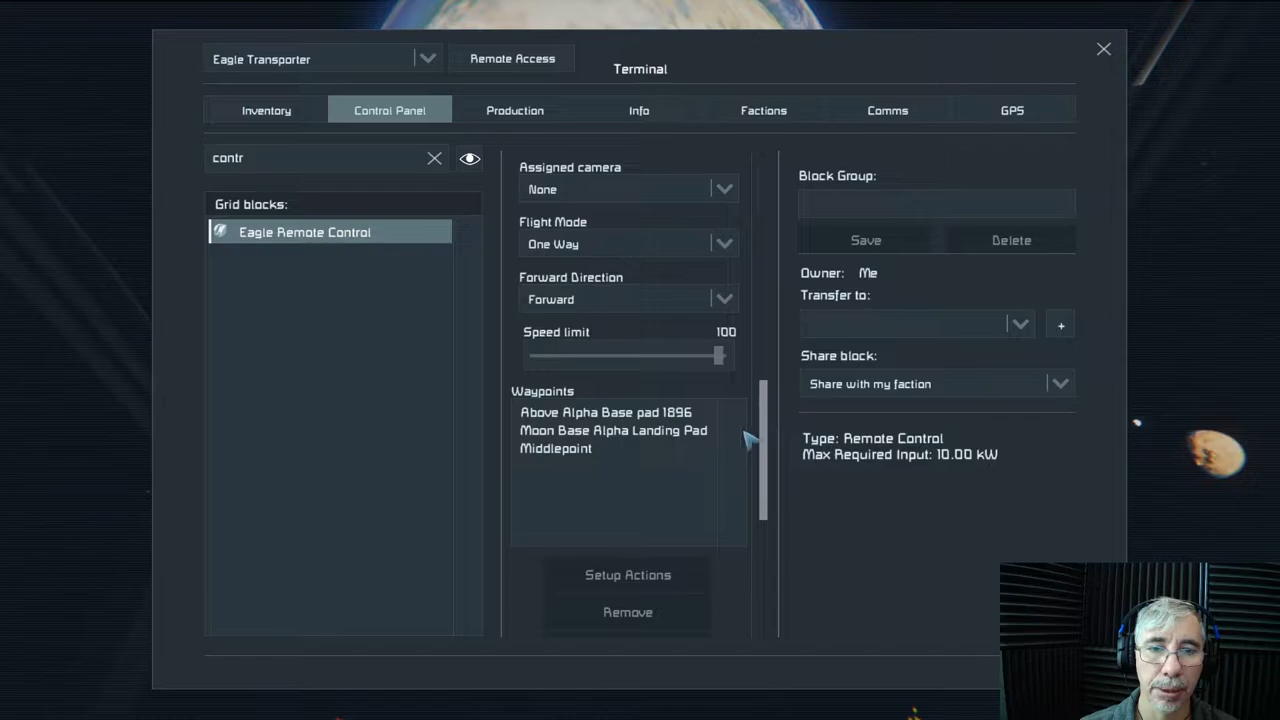 Eagle Transporter
Remote Access
Terminal
Inventory
Control Panel
Production
Info
Factions
Comms
GPS
contr
Grid blocks:
Eagle Remote Control
Assigned camera
None
Flight Mode
One Way
Forward Direction
Forward
Speed limit 100
Waypoints
Above Alpha Base pad 1896
Moon Base Alpha Landing Pad
Middlepoint
Setup Actions
Remove
Block Group:
Save
Delete
Owner: Me
Transfer to:
+
Share block:
Share with my faction
Type: Remote Control
Max Required Input: 10.00 kW